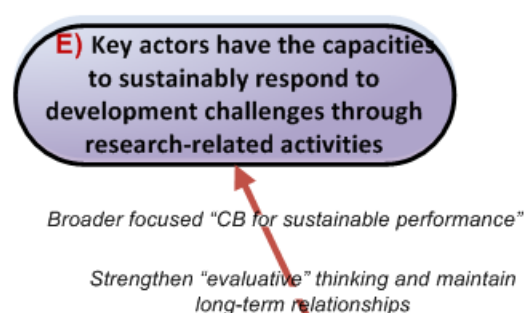 E) Key actors have the capacities
to sustainably respond to
development challenges through
research-related activities
Broader focused “CB for sustainable performance”
Strengthen “evaluative” thinking and maintain
long-term relationships